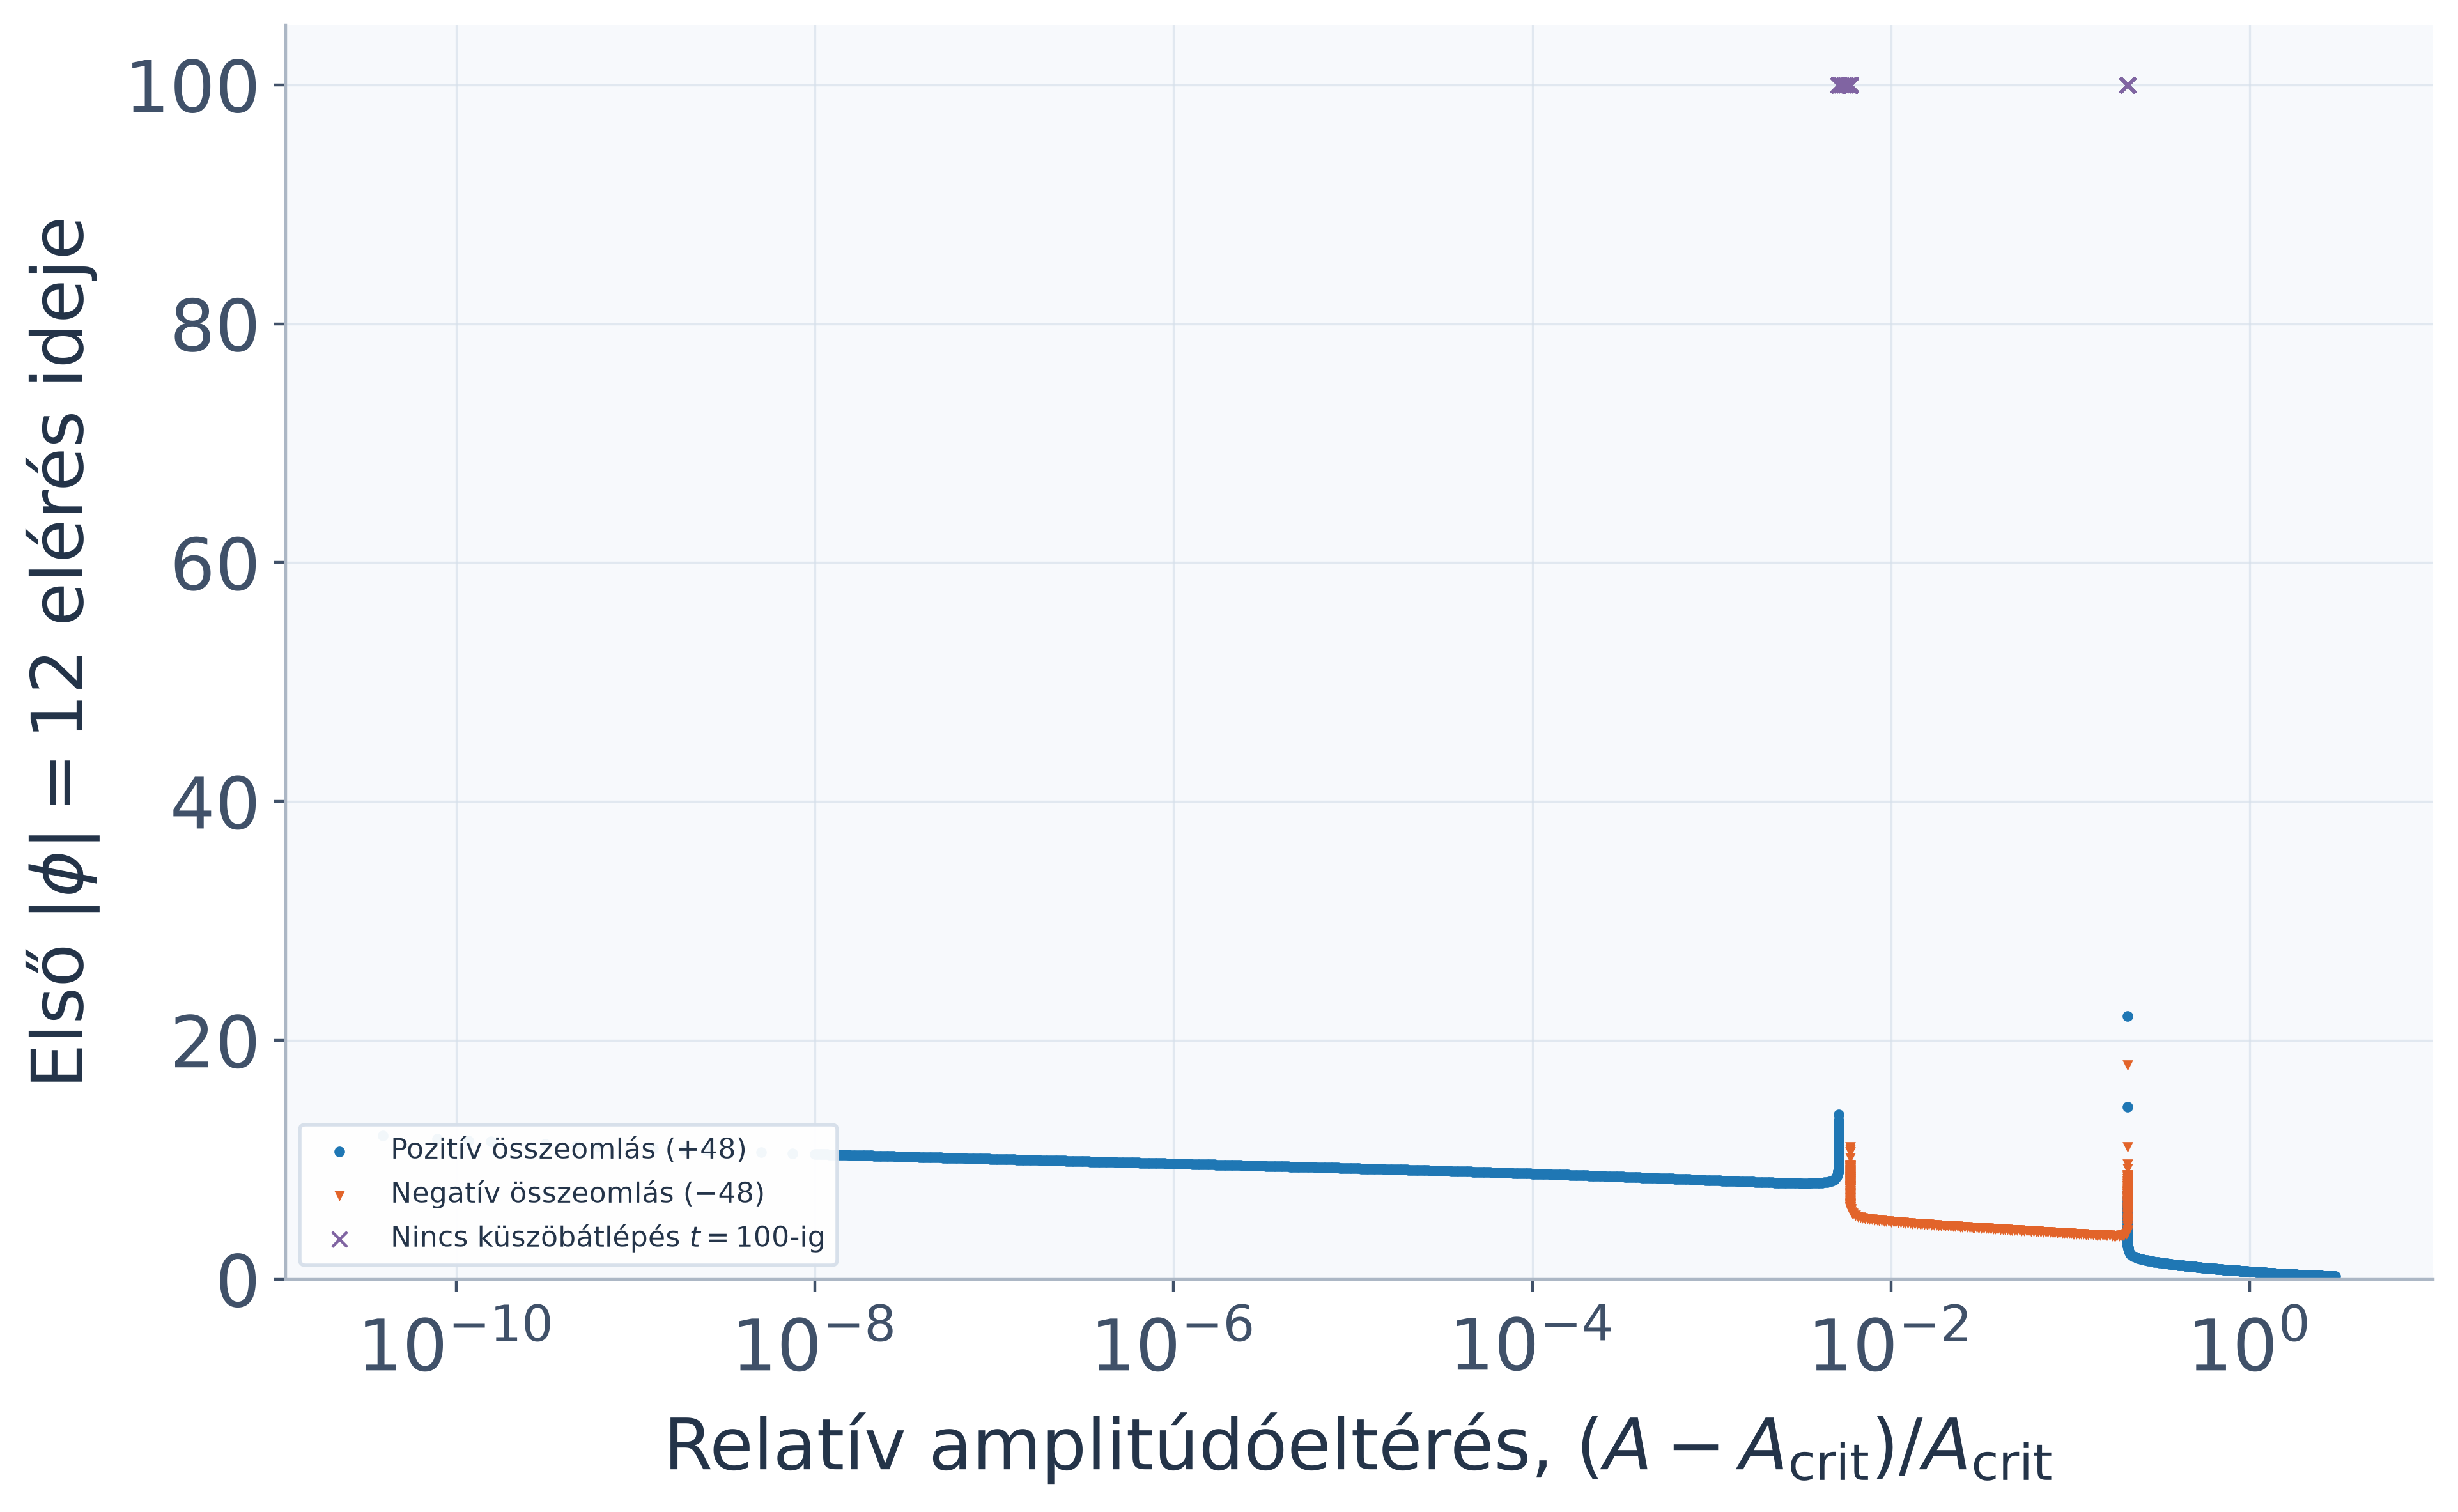 Első |ϕ| = 12 elérés ideje
100
80
60
40
20
0
Pozitív összeomlás (+48)
Negatív összeomlás (−48)
Nincs küszöbátlépés t = 100-ig
10⁻¹⁰ 10⁻⁸ 10⁻⁶ 10⁻⁴ 10⁻² 10⁰
Relatív amplitúdóeltérés, (A − A_crit)/A_crit